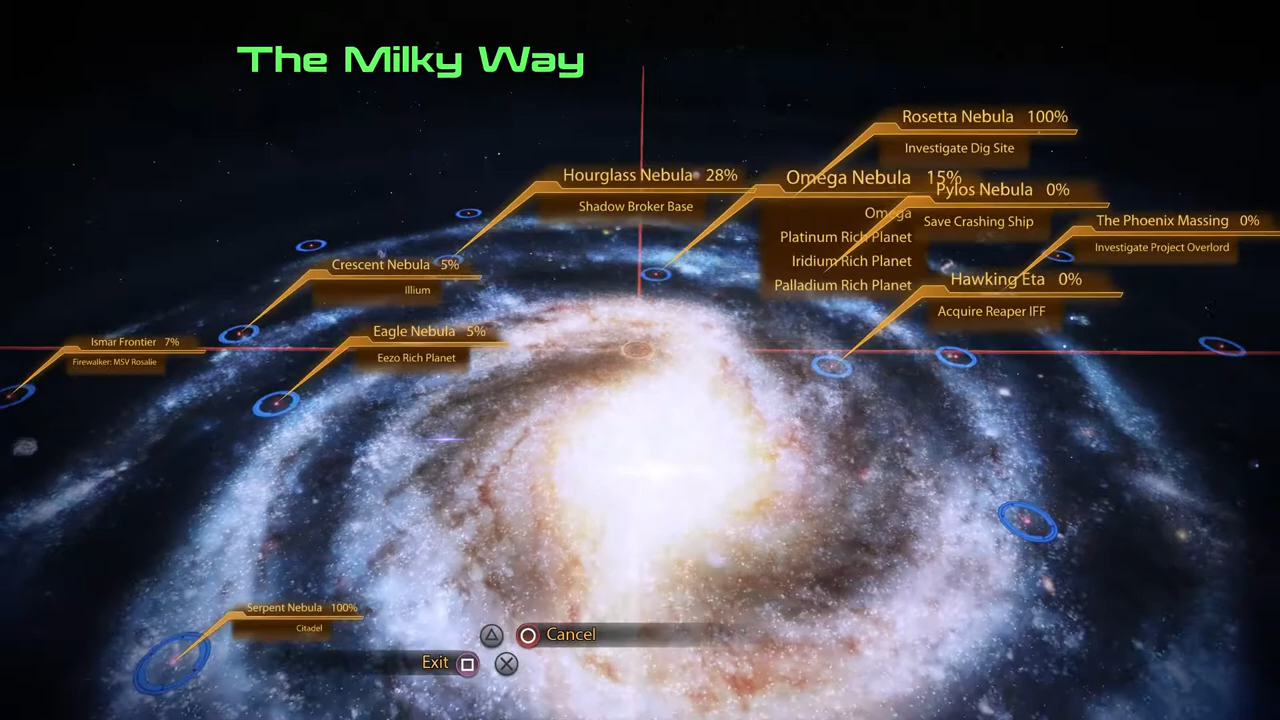 The Milky Way
Rosetta Nebula 100%
Investigate Dig Site
Hourglass Nebula 28%
Shadow Broker Base
Omega Nebula 15%
Omega
Platinum Rich Planet
Iridium Rich Planet
Palladium Rich Planet
Pylos Nebula 0%
Save Crashing Ship
The Phoenix Massing 0%
Investigate Project Overlord
Crescent Nebula 5%
Illium
Hawking Eta 0%
Acquire Reaper IFF
Eagle Nebula 5%
Eezo Rich Planet
Ismar Frontier 7%
Firewalker: MSV Rosalie
Serpent Nebula 100%
Citadel
Cancel
Exit